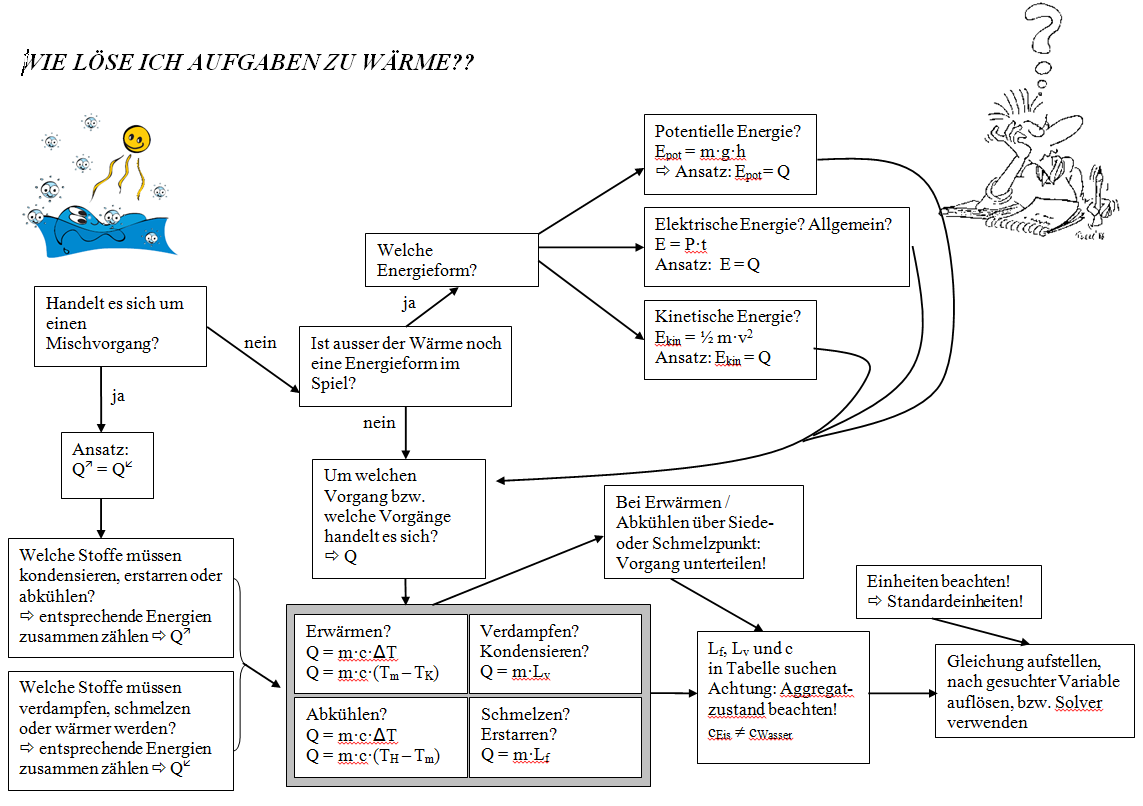 WIE LÖSE ICH AUFGABEN ZU WÄRME??
Potentielle Energie?
Epot = m·g·h
⇨ Ansatz: Epot = Q
Elektrische Energie? Allgemein?
E = P·t
Ansatz: E = Q
Kinetische Energie?
Ekin = ½ m·v²
Ansatz: Ekin = Q
Welche
Energieform?
ja
Handelt es sich um
einen
Mischvorgang?
nein
Ist ausser der Wärme noch
eine Energieform im
Spiel?
ja
nein
Ansatz:
Q↗ = Q↙
Um welchen
Vorgang bzw.
welche Vorgänge
handelt es sich?
⇨ Q
Bei Erwärmen /
Abkühlen über Siede-
oder Schmelzpunkt:
Vorgang unterteilen!
Welche Stoffe müssen
kondensieren, erstarren oder
abkühlen?
⇨ entsprechende Energien
zusammen zählen ⇨ Q↗
Welche Stoffe müssen
verdampfen, schmelzen
oder wärmer werden?
⇨ entsprechende Energien
zusammen zählen ⇨ Q↙
Erwärmen?
Q = m·c·ΔT
Q = m·c·(Tm – TK)
Verdampfen?
Kondensieren?
Q = m·Lv
Abkühlen?
Q = m·c·ΔT
Q = m·c·(TH – Tm)
Schmelzen?
Erstarren?
Q = m·Lf
Lf, Lv und c
in Tabelle suchen
Achtung: Aggregat-
zustand beachten!
cEis ≠ cWasser
Einheiten beachten!
⇨ Standardeinheiten!
Gleichung aufstellen,
nach gesuchter Variable
auflösen, bzw. Solver
verwenden